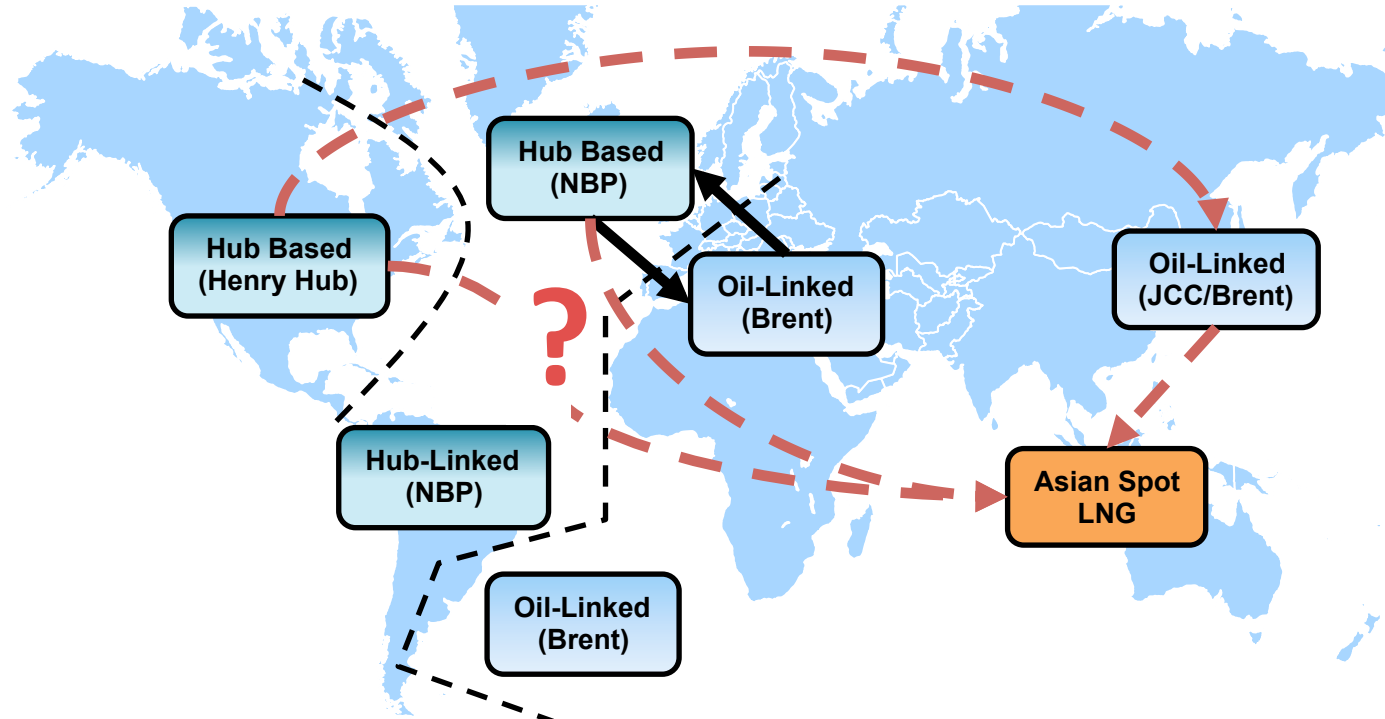 Hub Based
(NBP)
Hub Based
(Henry Hub)
?
Oil-Linked
(Brent)
Oil-Linked
(JCC/Brent)
Hub-Linked
(NBP)
Asian Spot
LNG
Oil-Linked
(Brent)